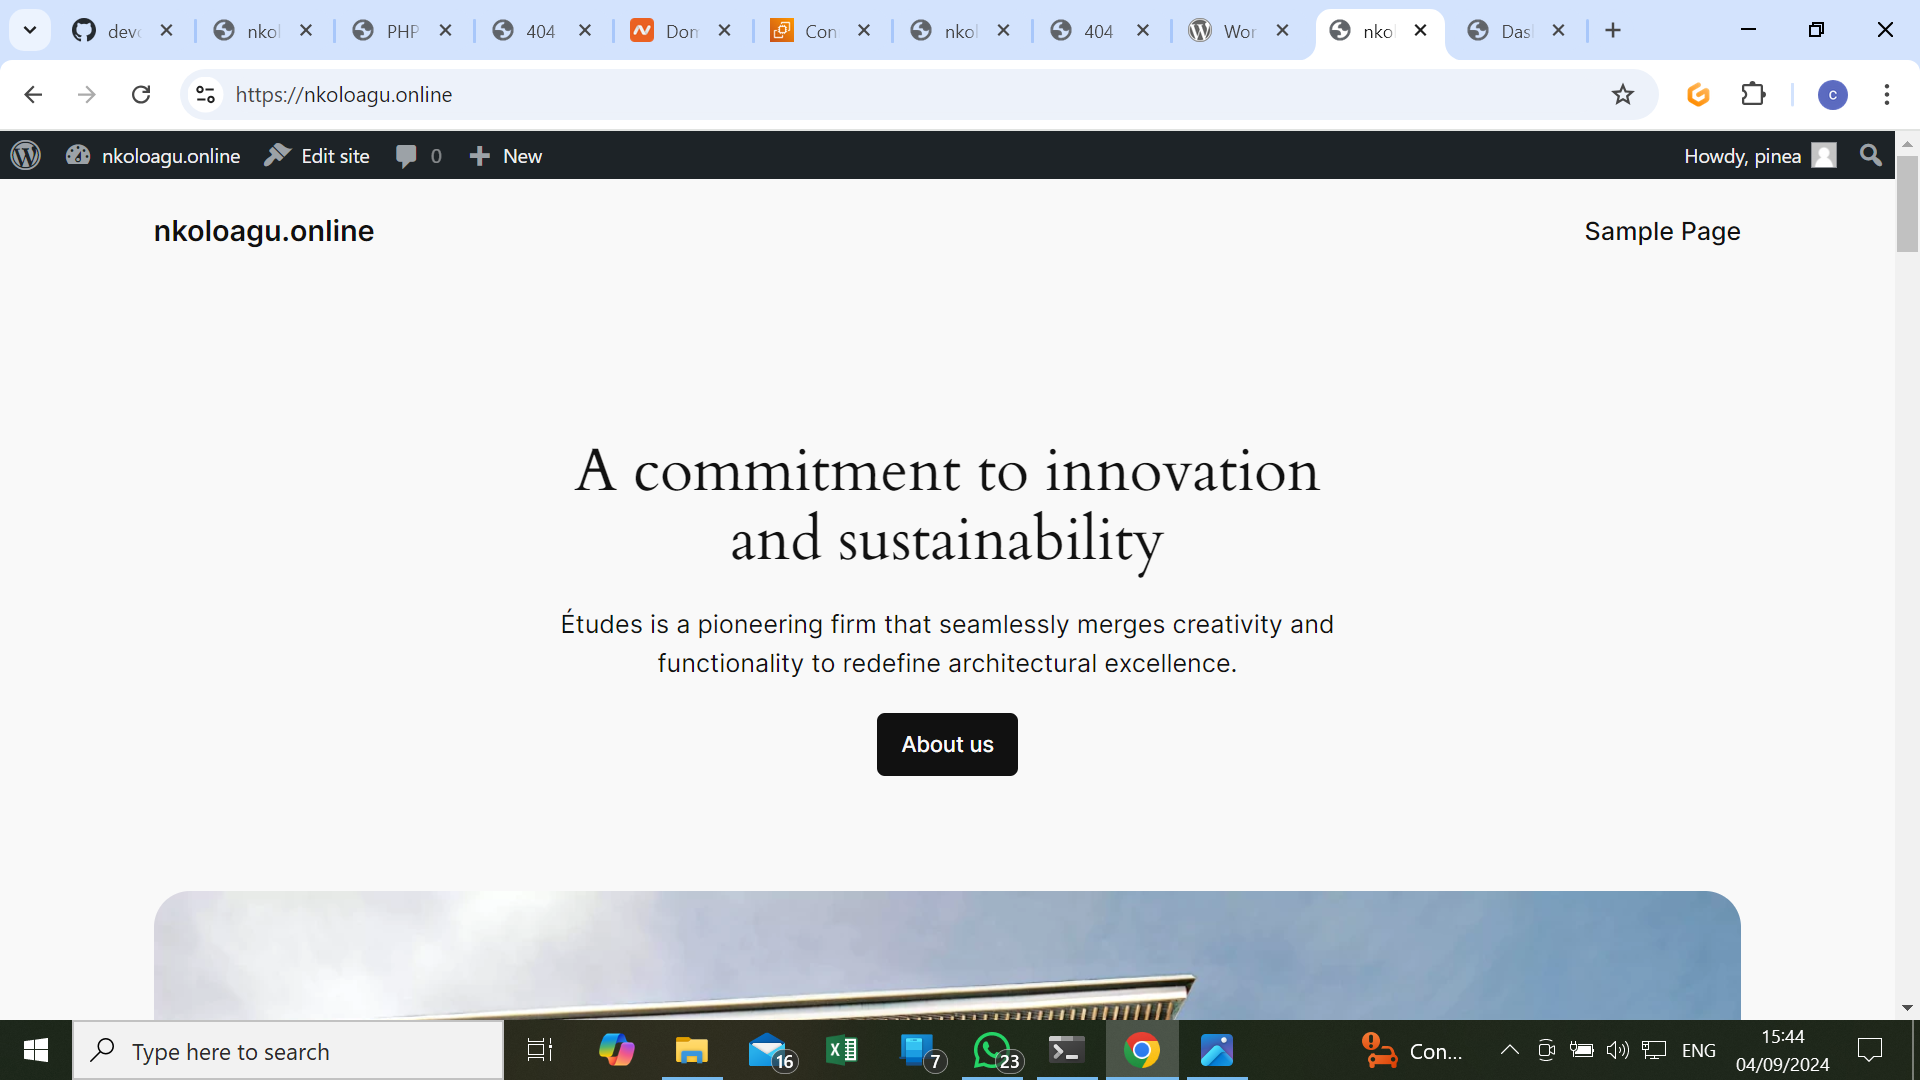 devo
nkol
PHP
404
Dom
Con
nkol
404
Wor
nkol
Das
https://nkoloagu.online
c
nkoloagu.online
Edit site
0
New
Howdy, pinea
nkoloagu.online
Sample Page
A commitment to innovation
and sustainability
Études is a pioneering firm that seamlessly merges creativity and
functionality to redefine architectural excellence.
About us
Type here to search
16
7
23
Con...
ENG
15:44
04/09/2024